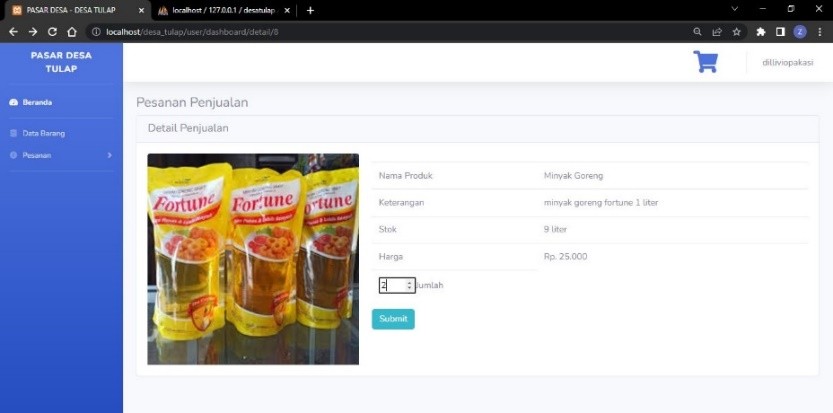 PASAR DESA - DESA TULAP
localhost / 127.0.0.1 / desatulap
localhost/desa_tulap/user/dashboard/detail/8
Z
PASAR DESA
TULAP
dilliviopakasi
Beranda
Data Barang
Pesanan
Pesanan Penjualan
Detail Penjualan
Nama Produk Minyak Goreng
Keterangan minyak goreng fortune 1 liter
Stok 9 liter
Harga Rp. 25.000
2 Jumlah
Submit
Fortune
Fortune